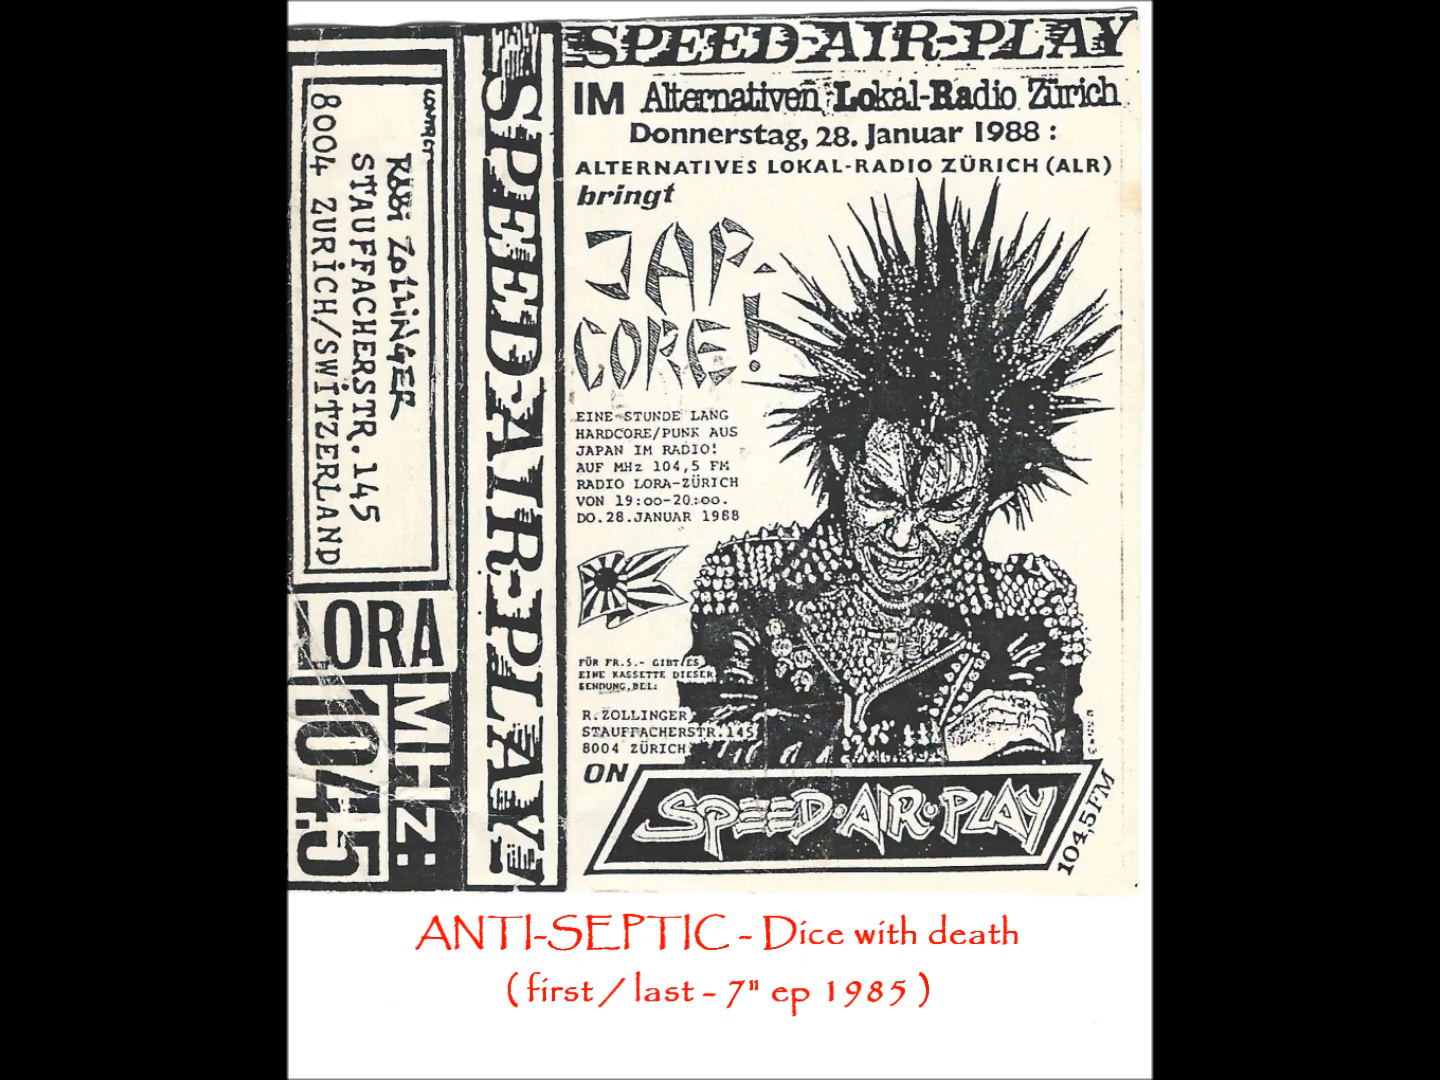 CONTACT
RÖBI ZOLLINGER
STAUFFACHERSTR.145
8004 ZURICH/SWITZERLAND
LORA
MHz:
104.5
SPEED-AIR-PLAY!
SPEED-AIR-PLAY
IM Alternativen Lokal-Radio Zürich
Donnerstag, 28. Januar 1988 :
ALTERNATIVES LOKAL-RADIO ZÜRICH (ALR)
bringt
JAP-
CORE!
EINE STUNDE LANG
HARDCORE/PUNK AUS
JAPAN IM RADIO!
AUF MHz 104,5 FM
RADIO LORA-ZÜRICH
VON 19:00-20:00.
DO.28.JANUAR 1988
FÜR FR.5.- GIBT ES
EINE KASSETTE DIESER
SENDUNG, BEI:
R.ZOLLINGER
STAUFFACHERSTR.145
8004 ZÜRICH
ON
SPEED•AIR•PLAY
104,5 FM
ANTI-SEPTIC - Dice with death
( first / last - 7" ep 1985 )